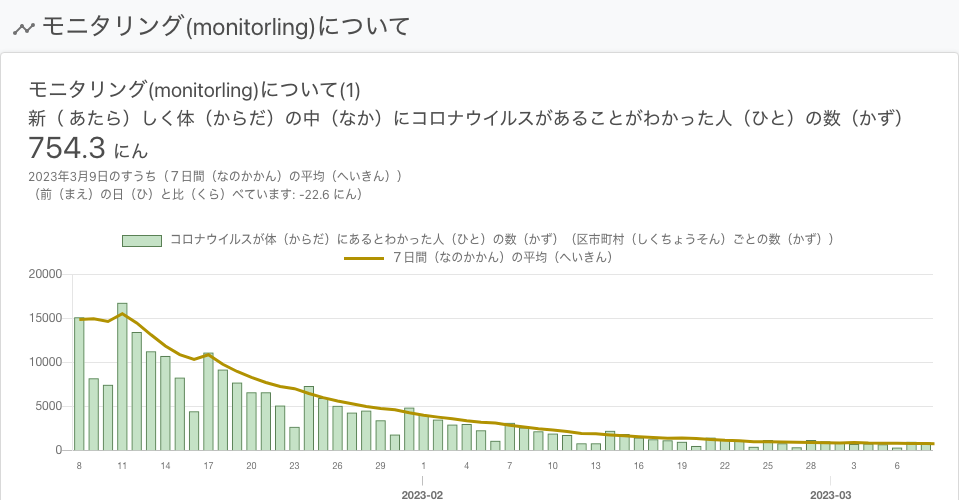 モニタリング(monitorling)について
モニタリング(monitorling)について(1)
新（ あたら）しく体（からだ）の中（なか）にコロナウイルスがあることがわかった人（ひと）の数（かず）
754.3 にん
2023年3月9日のすうち（７日間（なのかかん）の平均（へいきん））
（前（まえ）の日（ひ）と比（くら）べています: -22.6 にん）
コロナウイルスが体（からだ）にあるとわかった人（ひと）の数（かず）（区市町村（しくちょうそん）ごとの数（かず））
７日間（なのかかん）の平均（へいきん）
20000
15000
10000
5000
0
8 11 14 17 20 23 26 29 1 4 7 10 13 16 19 22 25 28 3 6
2023-02 2023-03